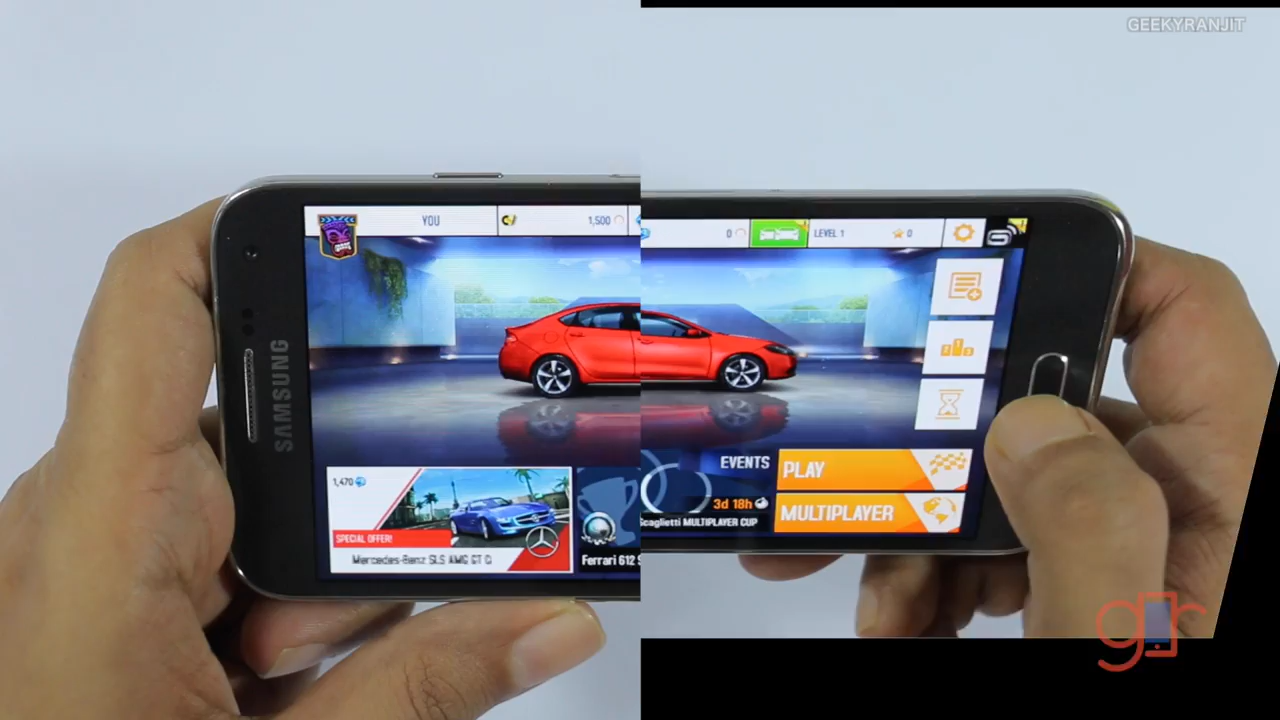 GEEKYRANJIT
SAMSUNG
YOU
1,500
0
LEVEL 1
0
1,470
SPECIAL OFFER!
Mercedes-Benz SLS AMG GT
Ferrari 612 S
Scaglietti MULTIPLAYER CUP
EVENTS
3d 18h
PLAY
MULTIPLAYER
gr